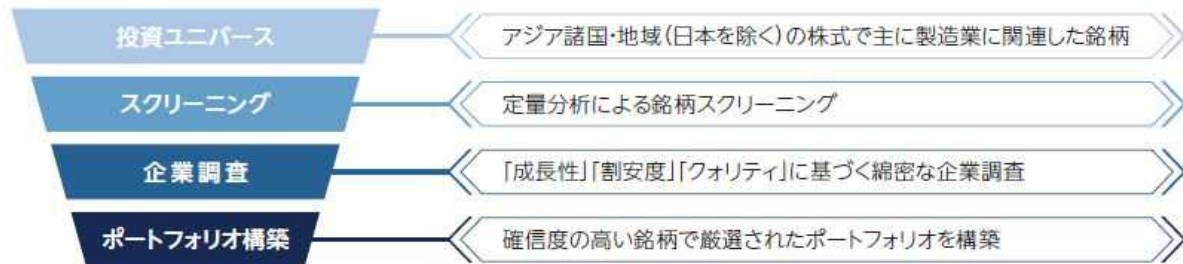 投資ユニバース
アジア諸国・地域(日本を除く)の株式で主に製造業に関連した銘柄
スクリーニング
定量分析による銘柄スクリーニング
企業調査
「成長性」「割安度」「クォリティ」に基づく綿密な企業調査
ポートフォリオ構築
確信度の高い銘柄で厳選されたポートフォリオを構築